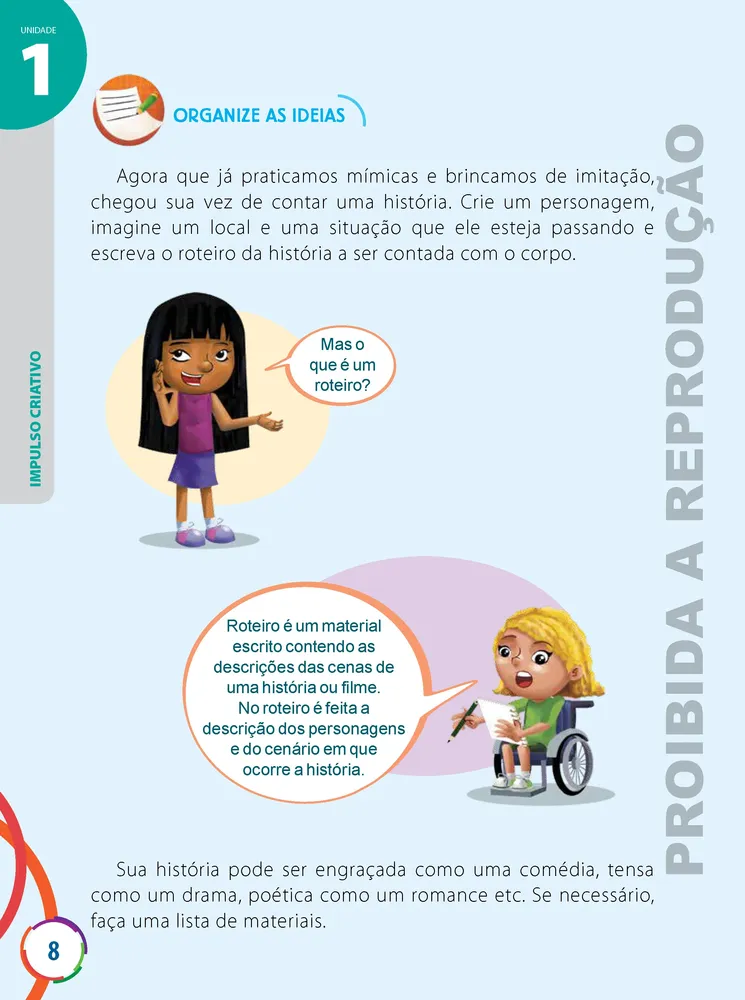 UNIDADE
1
ORGANIZE AS IDEIAS
Agora que já praticamos mímicas e brincamos de imitação,
chegou sua vez de contar uma história. Crie um personagem,
imagine um local e uma situação que ele esteja passando e
escreva o roteiro da história a ser contada com o corpo.
Mas o
que é um
roteiro?
IMPULSO CRIATIVO
Roteiro é um material
escrito contendo as
descrições das cenas de
uma história ou filme.
No roteiro é feita a
descrição dos personagens
e do cenário em que
ocorre a história.
PROIBIDA A REPRODUÇÃO
Sua história pode ser engraçada como uma comédia, tensa
como um drama, poética como um romance etc. Se necessário,
faça uma lista de materiais.
8